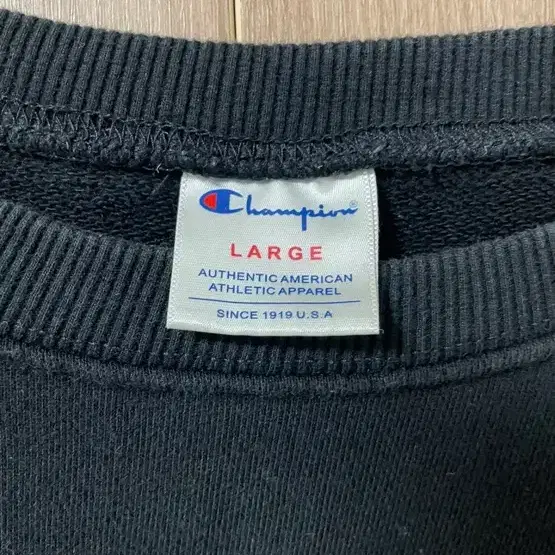 Champion
LARGE
AUTHENTIC AMERICAN
ATHLETIC APPAREL
SINCE 1919 U.S.A